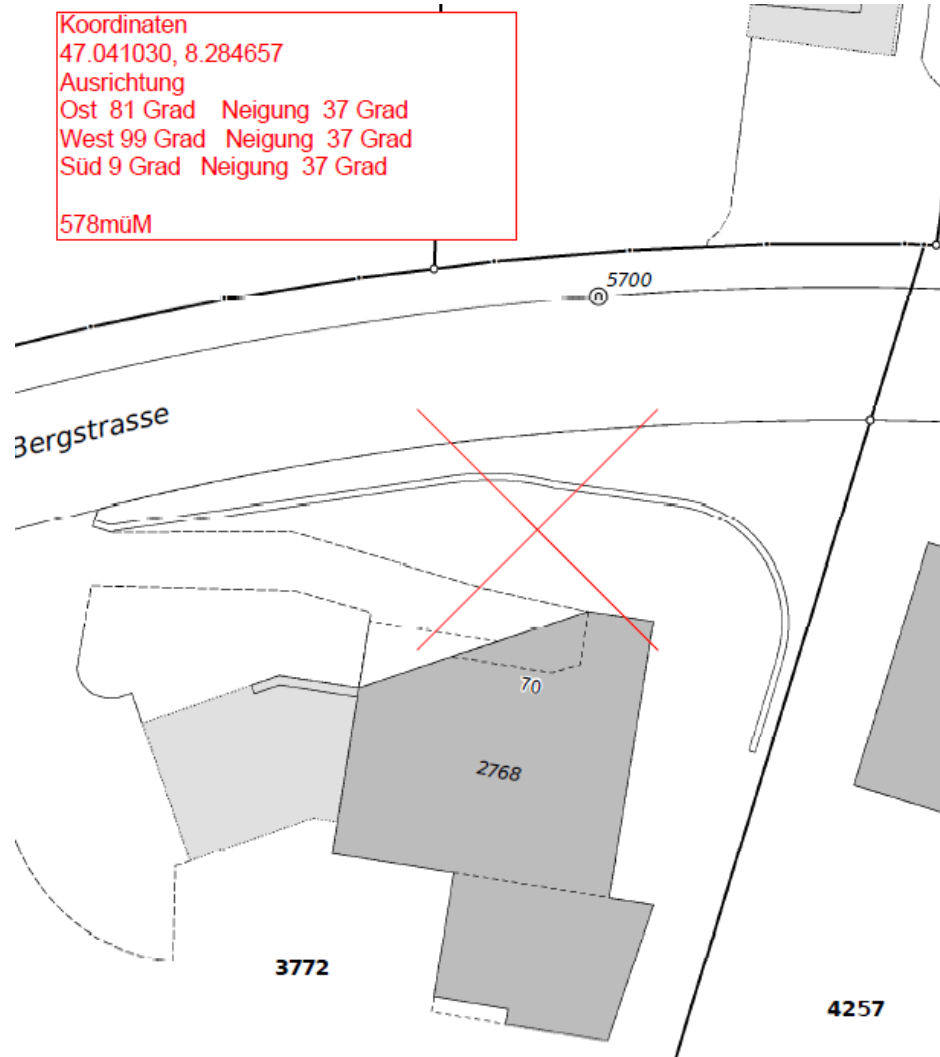 Koordinaten
47.041030, 8.284657
Ausrichtung
Ost 81 Grad Neigung 37 Grad
West 99 Grad Neigung 37 Grad
Süd 9 Grad Neigung 37 Grad
578müM
5700
Bergstrasse
70
2768
3772
4257